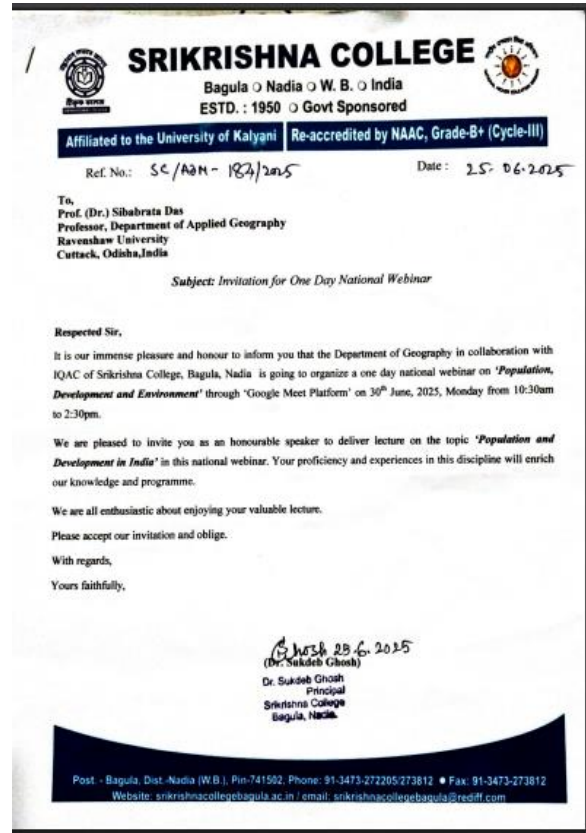 SRIKRISHNA COLLEGE
Bagula ○ Nadia ○ W. B. ○ India
ESTD. : 1950 ○ Govt Sponsored
Affiliated to the University of Kalyani Re-accredited by NAAC, Grade-B+ (Cycle-III)
Ref. No.: SC/ADM- 184/2025 Date : 25.06.2025
To,
Prof. (Dr.) Sibabrata Das
Professor, Department of Applied Geography
Ravenshaw University
Cuttack, Odisha,India
Subject: Invitation for One Day National Webinar
Respected Sir,
It is our immense pleasure and honour to inform you that the Department of Geography in collaboration with
IQAC of Srikrishna College, Bagula, Nadia is going to organize a one day national webinar on 'Population,
Development and Environment' through 'Google Meet Platform' on 30th June, 2025, Monday from 10:30am
to 2:30pm.
We are pleased to invite you as an honourable speaker to deliver lecture on the topic 'Population and
Development in India' in this national webinar. Your proficiency and experiences in this discipline will enrich
our knowledge and programme.
We are all enthusiastic about enjoying your valuable lecture.
Please accept our invitation and oblige.
With regards,
Yours faithfully,
Ghosh 25.6.2025
(Dr. Sukdeb Ghosh)
Dr. Sukdeb Ghosh
Principal
Srikrishna College
Bagula, Nadia.
Post. - Bagula, Dist.-Nadia (W.B.), Pin-741502, Phone: 91-3473-272205/273812 ● Fax: 91-3473-273812
Website: srikrishnacollegebagula.ac.in / email: srikrishnacollegebagula@rediff.com